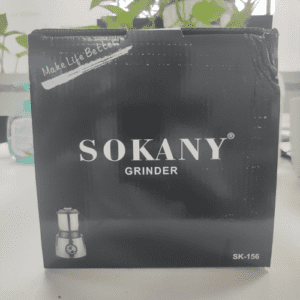 Make Life Better
SOKANY®
GRINDER
SK-156